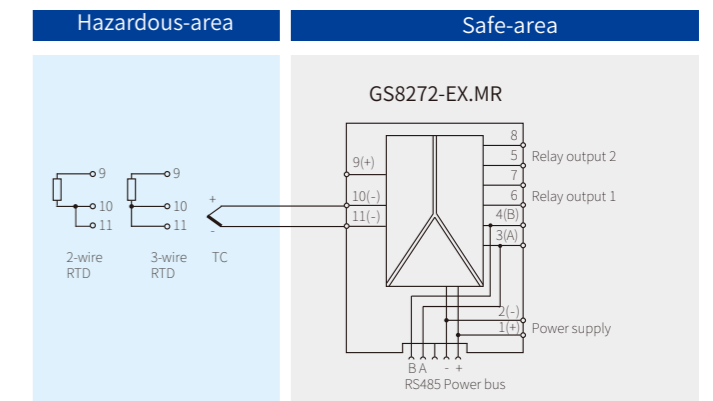 Hazardous-area
Safe-area
GS8272-EX.MR
9
10
11
2-wire
RTD
9
10
11
3-wire
RTD
+
-
TC
9(+)
10(-)
11(-)
8
5
Relay output 2
7
6
Relay output 1
4(B)
3(A)
2(-)
1(+)
Power supply
B A - +
RS485 Power bus